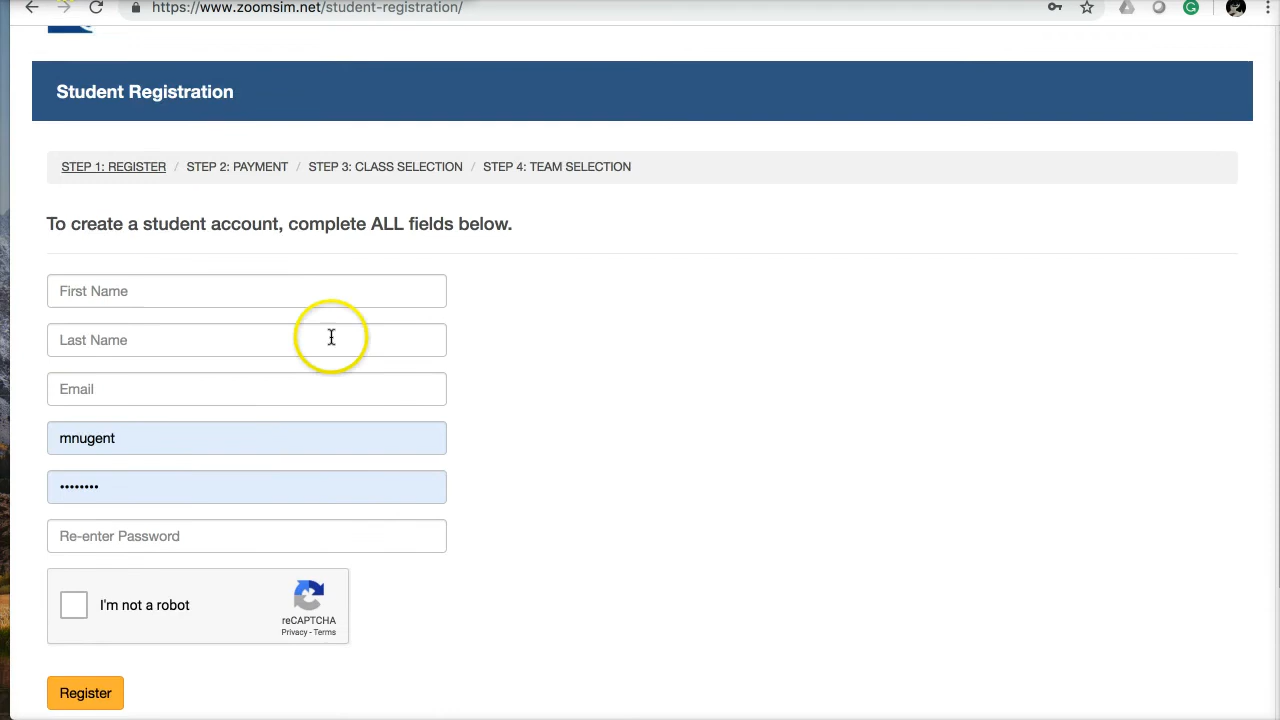 https://www.zoomsim.net/student-registration/
Student Registration
STEP 1: REGISTER / STEP 2: PAYMENT / STEP 3: CLASS SELECTION / STEP 4: TEAM SELECTION
To create a student account, complete ALL fields below.
First Name
Last Name
Email
mnugent
••••••••
Re-enter Password
I'm not a robot
reCAPTCHA
Privacy - Terms
Register